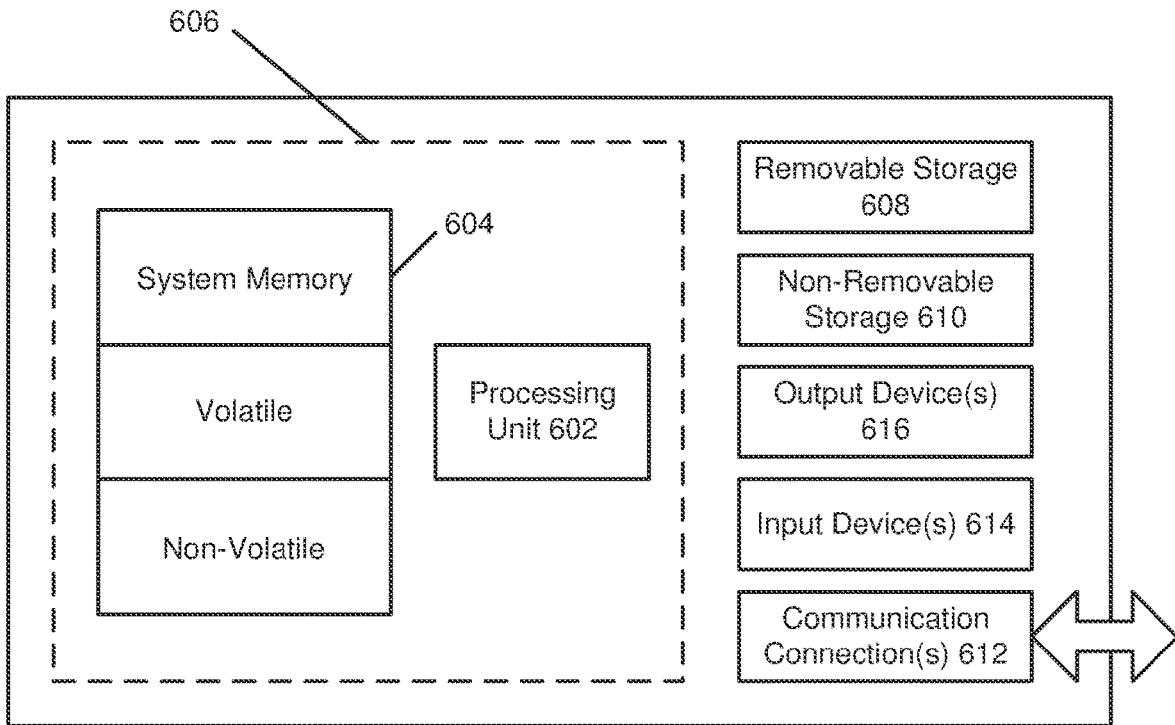 606
604
System Memory
Volatile
Non-Volatile
Processing
Unit 602
Removable Storage
608
Non-Removable
Storage 610
Output Device(s)
616
Input Device(s) 614
Communication
Connection(s) 612